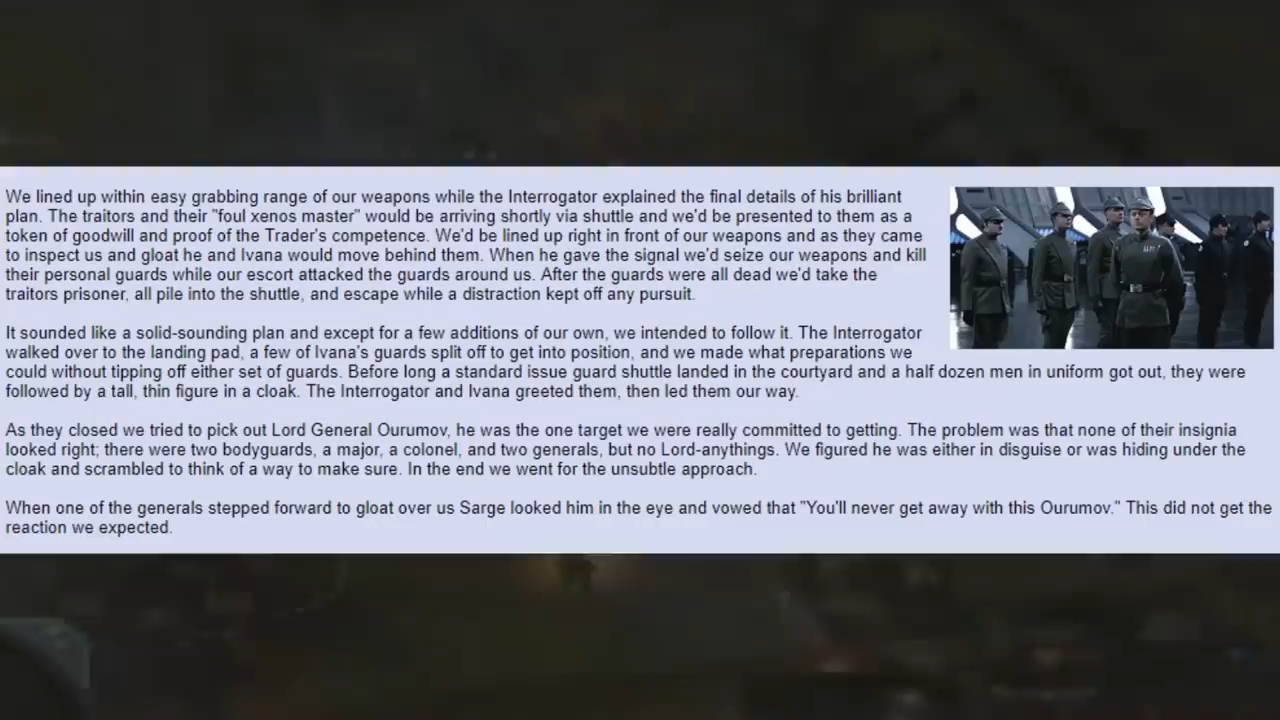 We lined up within easy grabbing range of our weapons while the Interrogator explained the final details of his brilliant
plan. The traitors and their "foul xenos master" would be arriving shortly via shuttle and we'd be presented to them as a
token of goodwill and proof of the Trader's competence. We'd be lined up right in front of our weapons and as they came
to inspect us and gloat he and Ivana would move behind them. When he gave the signal we'd seize our weapons and kill
their personal guards while our escort attacked the guards around us. After the guards were all dead we'd take the
traitors prisoner, all pile into the shuttle, and escape while a distraction kept off any pursuit.
It sounded like a solid-sounding plan and except for a few additions of our own, we intended to follow it. The Interrogator
walked over to the landing pad, a few of Ivana's guards split off to get into position, and we made what preparations we
could without tipping off either set of guards. Before long a standard issue guard shuttle landed in the courtyard and a half dozen men in uniform got out, they were
followed by a tall, thin figure in a cloak. The Interrogator and Ivana greeted them, then led them our way.
As they closed we tried to pick out Lord General Ourumov, he was the one target we were really committed to getting. The problem was that none of their insignia
looked right; there were two bodyguards, a major, a colonel, and two generals, but no Lord-anythings. We figured he was either in disguise or was hiding under the
cloak and scrambled to think of a way to make sure. In the end we went for the unsubtle approach.
When one of the generals stepped forward to gloat over us Sarge looked him in the eye and vowed that "You'll never get away with this Ourumov." This did not get the
reaction we expected.